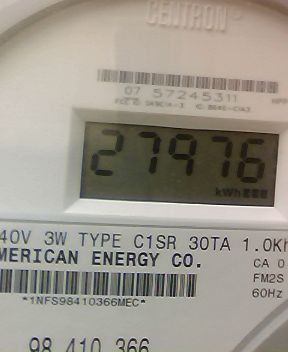 CENTRON®
07 57245311
27976
kWh
40V 3W TYPE C1SR 30TA 1.0Kh
MERICAN ENERGY CO.
CA 0
FM2S
60Hz
*1NFS98410366MEC*
98 410 366